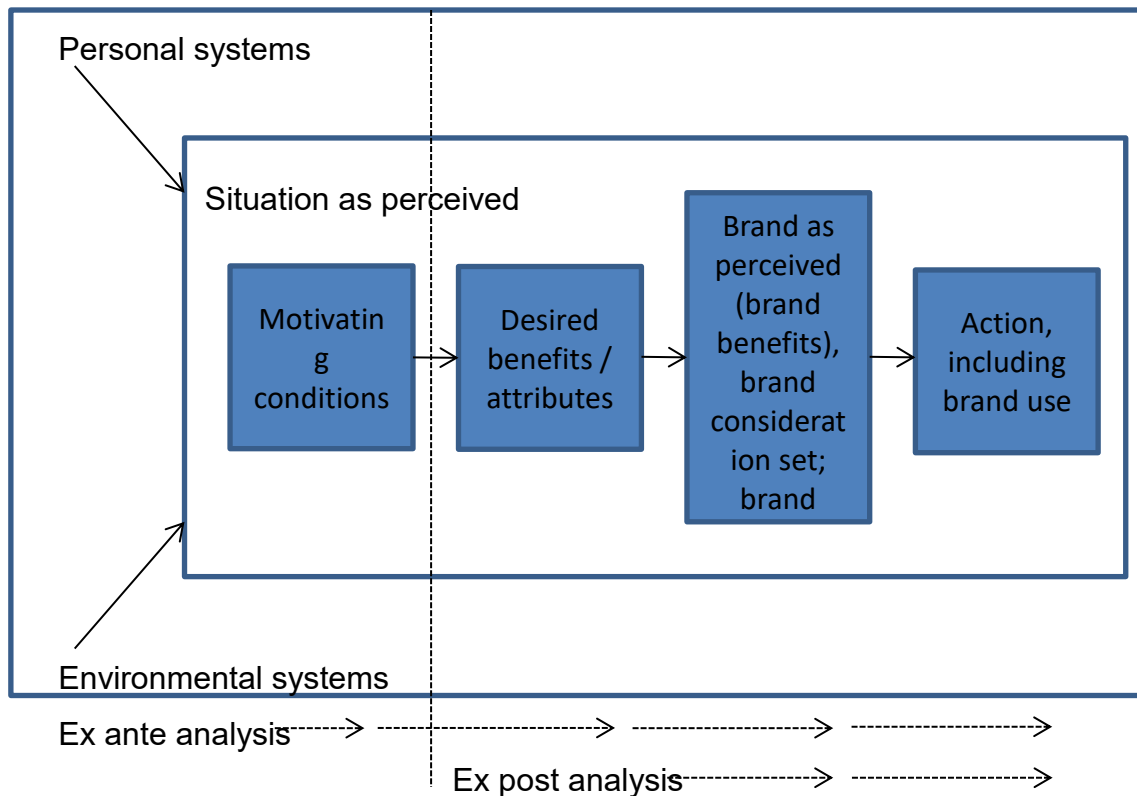 Personal systems
Situation as perceived
Motivatin
g
conditions
Desired
benefits /
attributes
Brand as
perceived
(brand
benefits),
brand
considerat
ion set;
brand
Action,
including
brand use
Environmental systems
Ex ante analysis
Ex post analysis